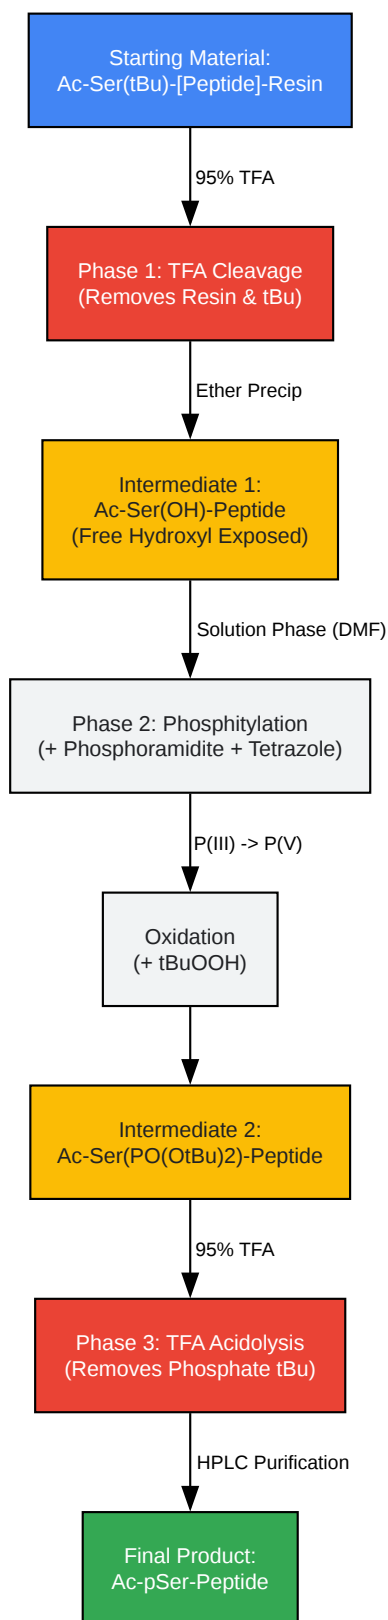 Starting Material:
Ac-Ser(tBu)-[Peptide]-Resin
95% TFA
Phase 1: TFA Cleavage
(Removes Resin & tBu)
Ether Precip
Intermediate 1:
Ac-Ser(OH)-Peptide
(Free Hydroxyl Exposed)
Solution Phase (DMF)
Phase 2: Phosphitylation
(+ Phosphoramidite + Tetrazole)
P(III) -> P(V)
Oxidation
(+ tBuOOH)
Intermediate 2:
Ac-Ser(PO(OtBu)2)-Peptide
95% TFA
Phase 3: TFA Acidolysis
(Removes Phosphate tBu)
HPLC Purification
Final Product:
Ac-pSer-Peptide